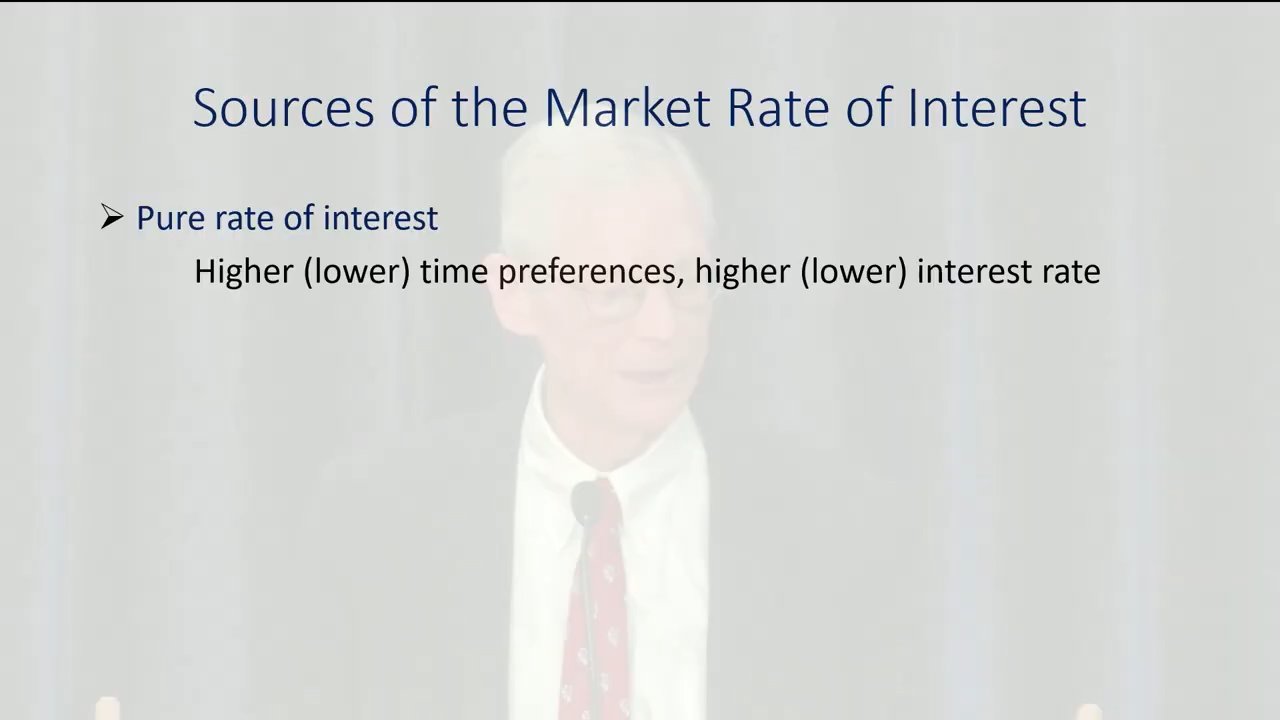 Sources of the Market Rate of Interest
➢ Pure rate of interest
Higher (lower) time preferences, higher (lower) interest rate